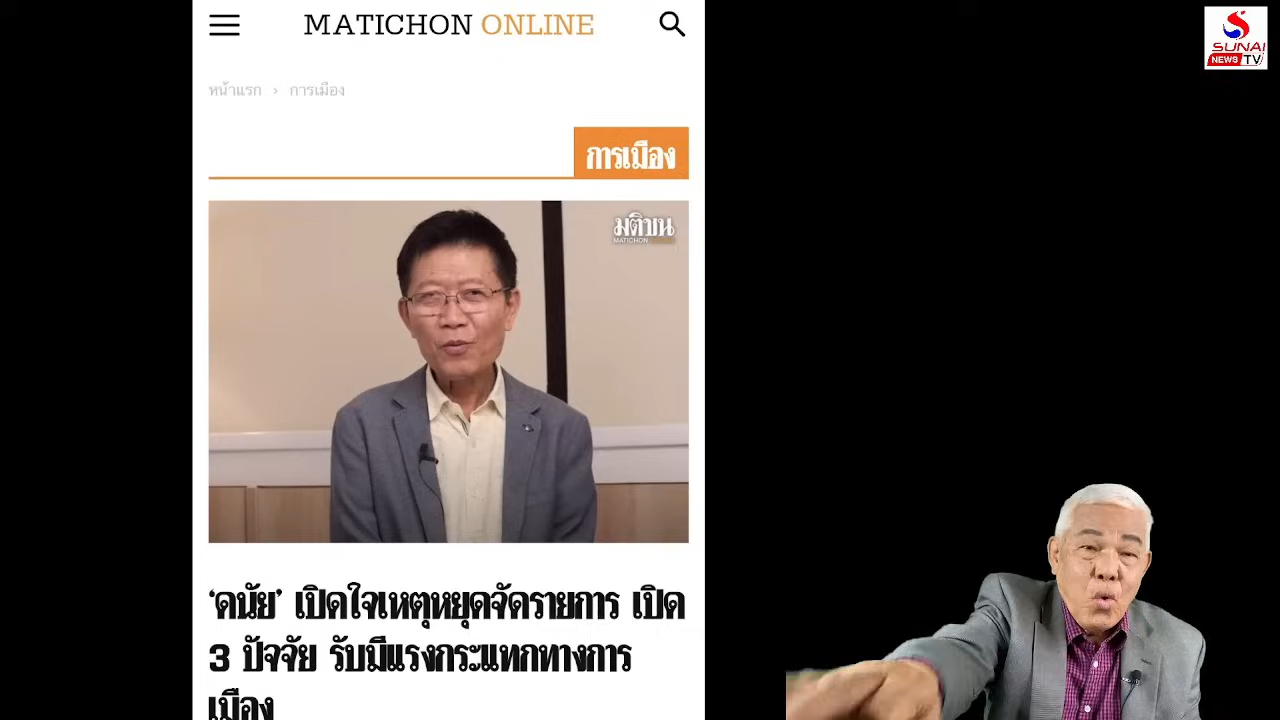 MATICHON ONLINE
SUNAI
NEWS TV
หน้าแรก › การเมือง
การเมือง
มติชน
MATICHON
‘ดนัย’ เปิดใจเหตุหยุดจัดรายการ เปิด
3 ปัจจัย รับมีแรงกระแทกทางการ
เมือง